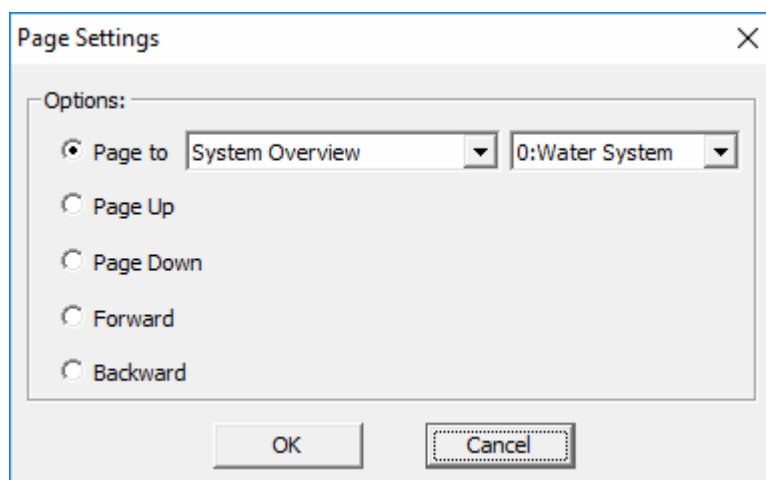 Page Settings
Options:
Page to System Overview 0:Water System
Page Up
Page Down
Forward
Backward
OK Cancel